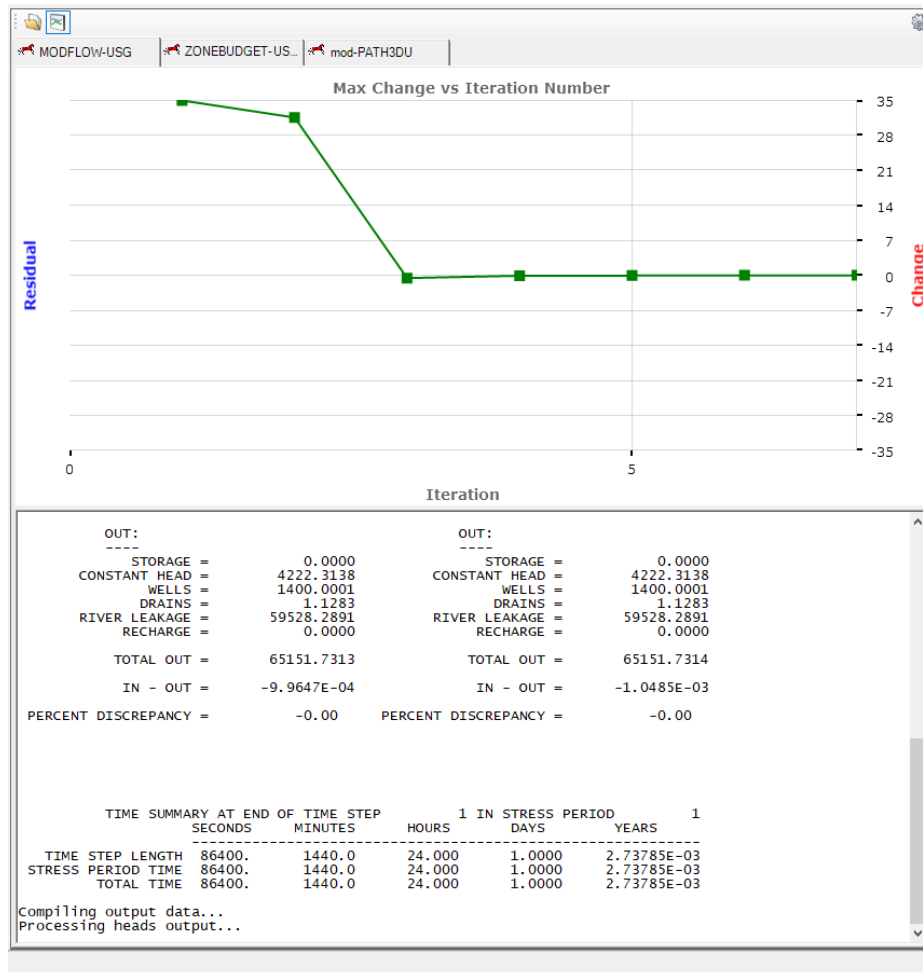 MODFLOW-USG ZONEBUDGET-US... mod-PATH3DU
Max Change vs Iteration Number
35
28
21
14
7
0
-7
-14
-21
-28
-35
Residual
Change
0 5
Iteration
OUT: OUT:
---- ----
STORAGE = 0.0000 STORAGE = 0.0000
CONSTANT HEAD = 4222.3138 CONSTANT HEAD = 4222.3138
WELLS = 1400.0001 WELLS = 1400.0001
DRAINS = 1.1283 DRAINS = 1.1283
RIVER LEAKAGE = 59528.2891 RIVER LEAKAGE = 59528.2891
RECHARGE = 0.0000 RECHARGE = 0.0000
TOTAL OUT = 65151.7313 TOTAL OUT = 65151.7314
IN - OUT = -9.9647E-04 IN - OUT = -1.0485E-03
PERCENT DISCREPANCY = -0.00 PERCENT DISCREPANCY = -0.00
TIME SUMMARY AT END OF TIME STEP 1 IN STRESS PERIOD 1
SECONDS MINUTES HOURS DAYS YEARS
-----------------------------------------------------------
TIME STEP LENGTH 86400. 1440.0 24.000 1.0000 2.73785E-03
STRESS PERIOD TIME 86400. 1440.0 24.000 1.0000 2.73785E-03
TOTAL TIME 86400. 1440.0 24.000 1.0000 2.73785E-03
Compiling output data...
Processing heads output...